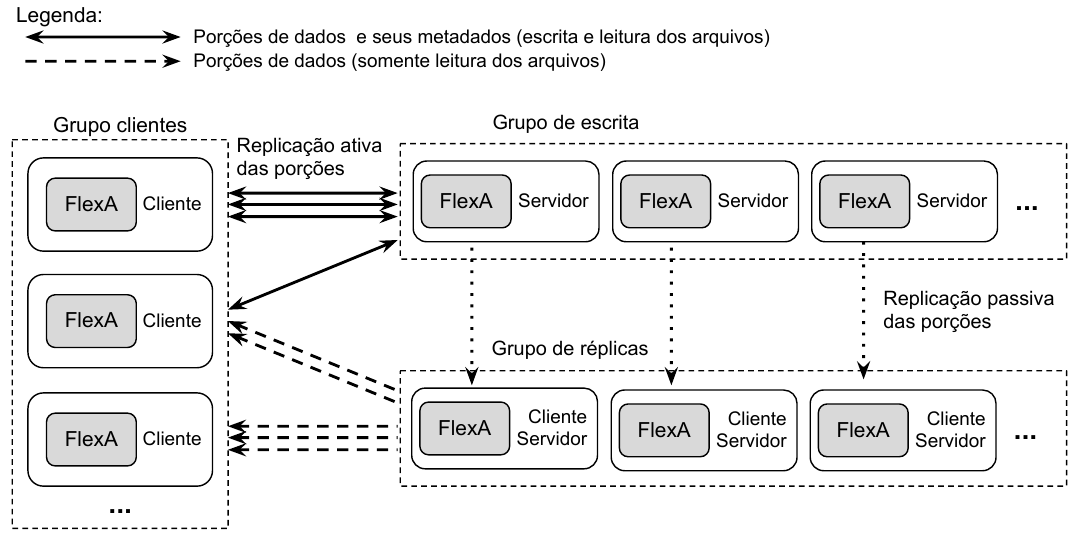 Legenda:
Porções de dados e seus metadados (escrita e leitura dos arquivos)
Porções de dados (somente leitura dos arquivos)
Grupo clientes
Replicação ativa
das porções
Grupo de escrita
FlexA Cliente
FlexA Servidor
FlexA Servidor
FlexA Servidor
...
FlexA Cliente
Replicação passiva
das porções
Grupo de réplicas
FlexA Cliente
FlexA Cliente
Servidor
FlexA Cliente
Servidor
FlexA Cliente
Servidor
...
...